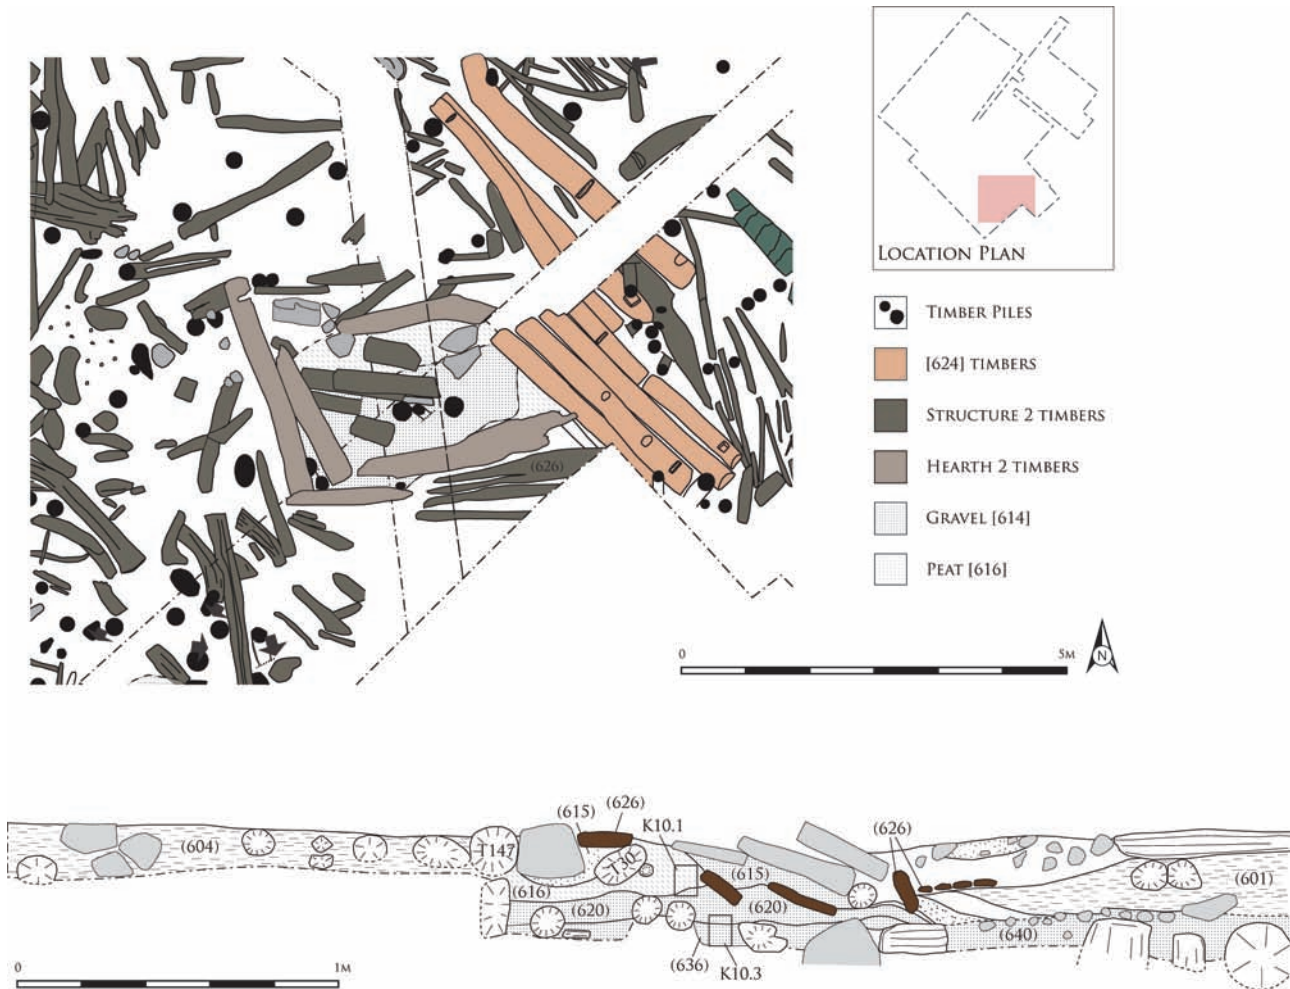 LOCATION PLAN
TIMBER PILES
[624] TIMBERS
STRUCTURE 2 TIMBERS
HEARTH 2 TIMBERS
GRAVEL [614]
PEAT [616]
(626)
0 5M
N
(626)
(615)
K10.1
(626)
(604)
T147
30
(615)
(601)
(616)
(620)
(620)
(640)
(636)
K10.3
0 1M